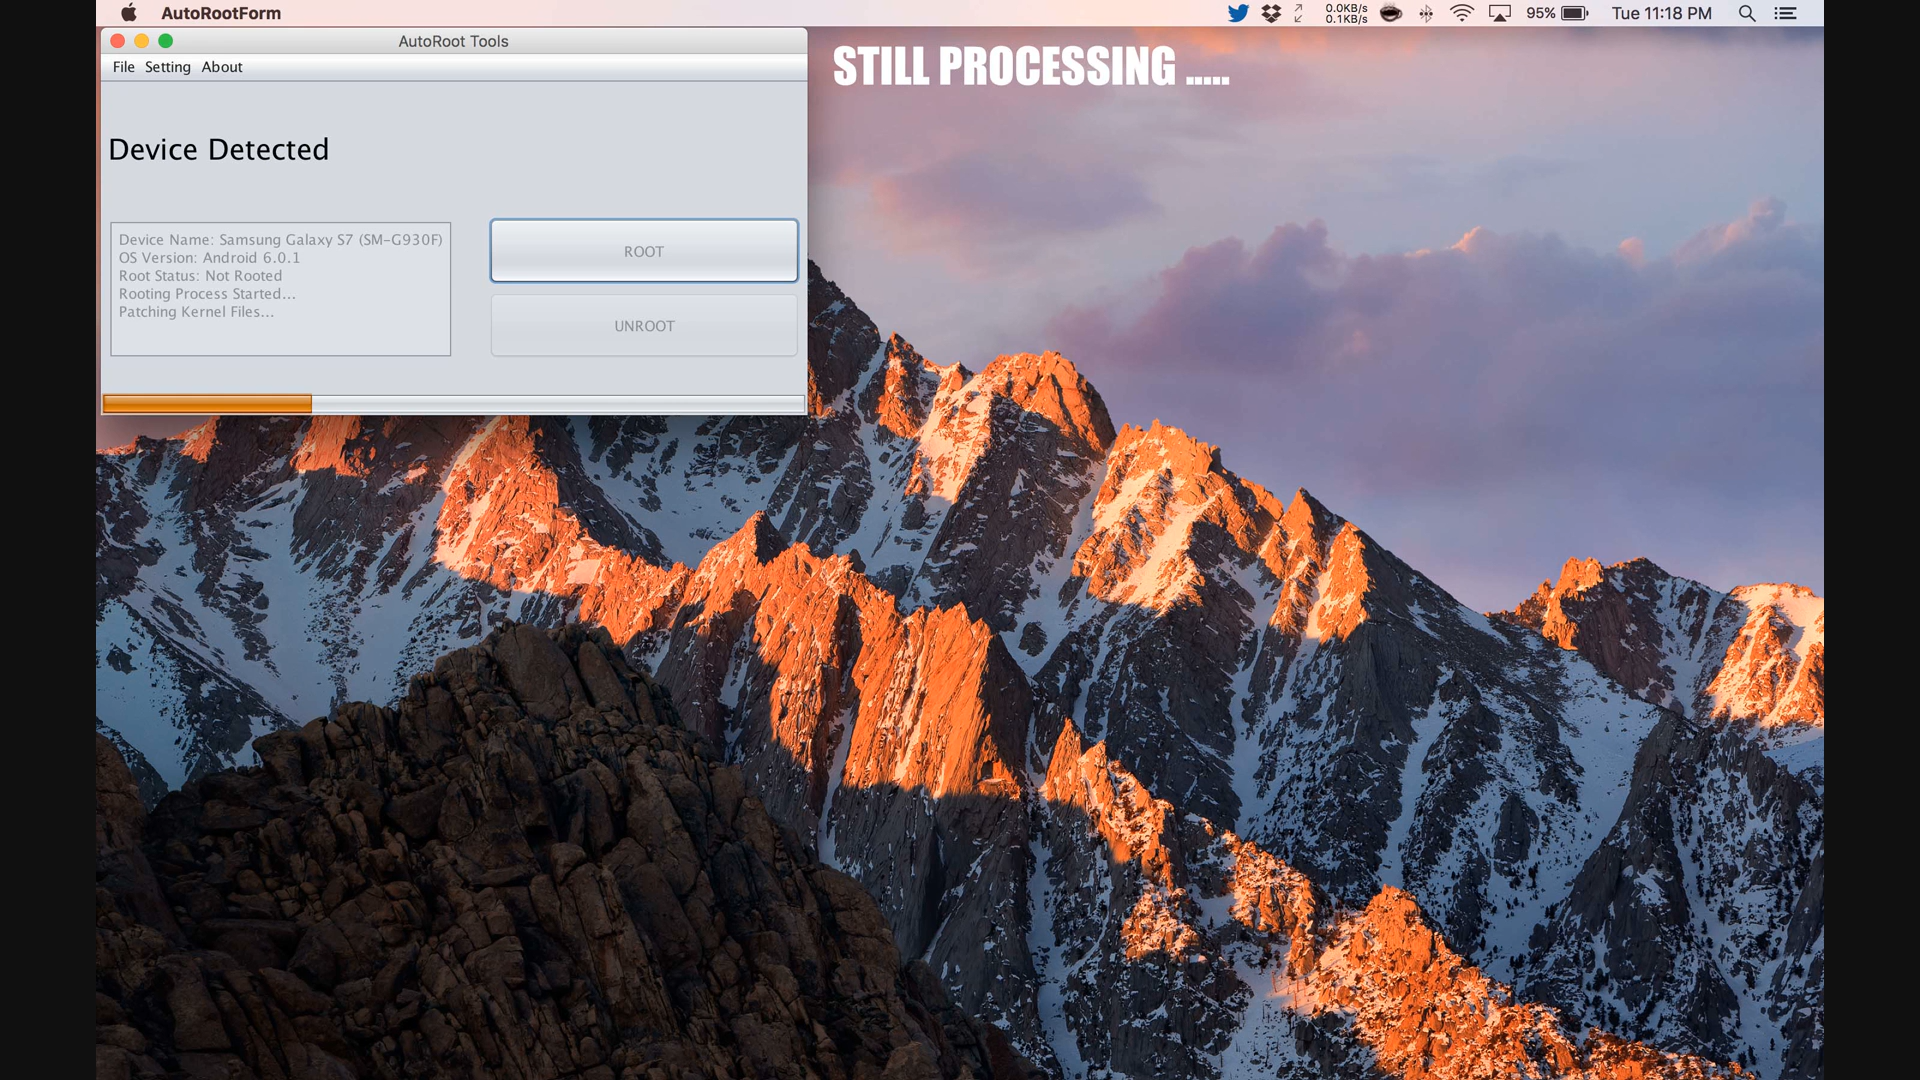 AutoRootForm
0.0KB/s
0.1KB/s
95%
Tue 11:18 PM
AutoRoot Tools
File Setting About
STILL PROCESSING .....
Device Detected
Device Name: Samsung Galaxy S7 (SM-G930F)
OS Version: Android 6.0.1
Root Status: Not Rooted
Rooting Process Started...
Patching Kernel Files...
ROOT
UNROOT